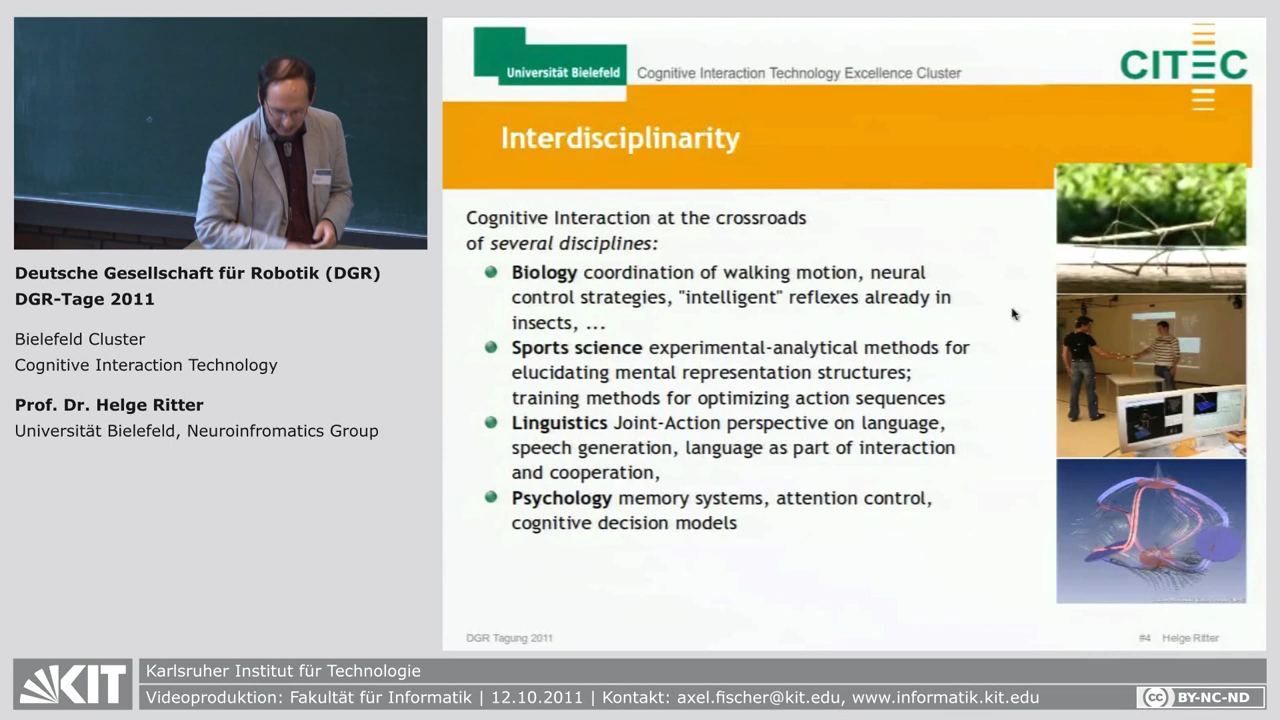 Deutsche Gesellschaft für Robotik (DGR)
DGR-Tage 2011
Bielefeld Cluster
Cognitive Interaction Technology
Prof. Dr. Helge Ritter
Universität Bielefeld, Neuroinfromatics Group
Universität Bielefeld
Cognitive Interaction Technology Excellence Cluster
CITEC
Interdisciplinarity
Cognitive Interaction at the crossroads
of several disciplines:
Biology coordination of walking motion, neural
control strategies, "intelligent" reflexes already in
insects, ...
Sports science experimental-analytical methods for
elucidating mental representation structures;
training methods for optimizing action sequences
Linguistics Joint-Action perspective on language,
speech generation, language as part of interaction
and cooperation,
Psychology memory systems, attention control,
cognitive decision models
DGR Tagung 2011
#4 Helge Ritter
KIT
Karlsruher Institut für Technologie
Videoproduktion: Fakultät für Informatik | 12.10.2011 | Kontakt: axel.fischer@kit.edu, www.informatik.kit.edu
cc BY-NC-ND